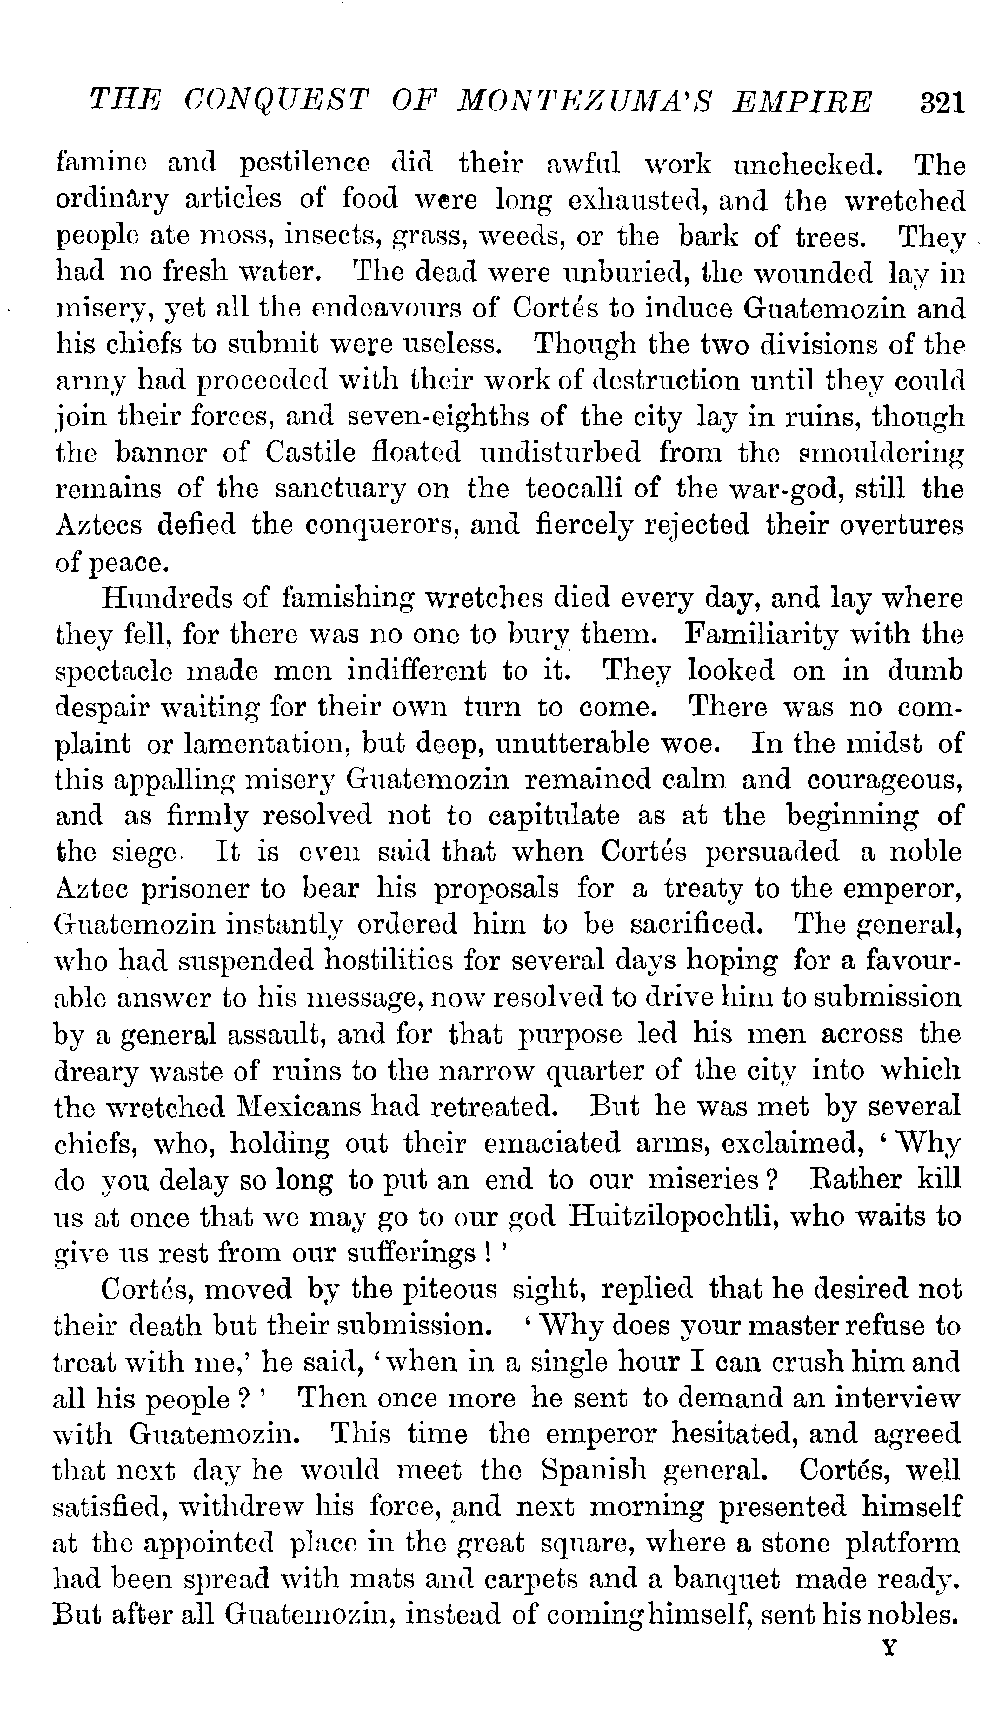 THE CONQUEST OF MONTEZUMA'S EMPIRE 321
famine and pestilence did their awful work unchecked. The
ordinary articles of food were long exhausted, and the wretched
people ate moss, insects, grass, weeds, or the bark of trees. They
had no fresh water. The dead were unburied, the wounded lay in
misery, yet all the endeavours of Cortés to induce Guatemozin and
his chiefs to submit were useless. Though the two divisions of the
army had proceeded with their work of destruction until they could
join their forces, and seven-eighths of the city lay in ruins, though
the banner of Castile floated undisturbed from the smouldering
remains of the sanctuary on the teocalli of the war-god, still the
Aztecs defied the conquerors, and fiercely rejected their overtures
of peace.
Hundreds of famishing wretches died every day, and lay where
they fell, for there was no one to bury them. Familiarity with the
spectacle made men indifferent to it. They looked on in dumb
despair waiting for their own turn to come. There was no com-
plaint or lamentation, but deep, unutterable woe. In the midst of
this appalling misery Guatemozin remained calm and courageous,
and as firmly resolved not to capitulate as at the beginning of
the siege. It is even said that when Cortés persuaded a noble
Aztec prisoner to bear his proposals for a treaty to the emperor,
Guatemozin instantly ordered him to be sacrificed. The general,
who had suspended hostilities for several days hoping for a favour-
able answer to his message, now resolved to drive him to submission
by a general assault, and for that purpose led his men across the
dreary waste of ruins to the narrow quarter of the city into which
the wretched Mexicans had retreated. But he was met by several
chiefs, who, holding out their emaciated arms, exclaimed, ‘Why
do you delay so long to put an end to our miseries? Rather kill
us at once that we may go to our god Huitzilopochtli, who waits to
give us rest from our sufferings!’
Cortés, moved by the piteous sight, replied that he desired not
their death but their submission. ‘Why does your master refuse to
treat with me,’ he said, ‘when in a single hour I can crush him and
all his people?’ Then once more he sent to demand an interview
with Guatemozin. This time the emperor hesitated, and agreed
that next day he would meet the Spanish general. Cortés, well
satisfied, withdrew his force, and next morning presented himself
at the appointed place in the great square, where a stone platform
had been spread with mats and carpets and a banquet made ready.
But after all Guatemozin, instead of coming himself, sent his nobles.
Y